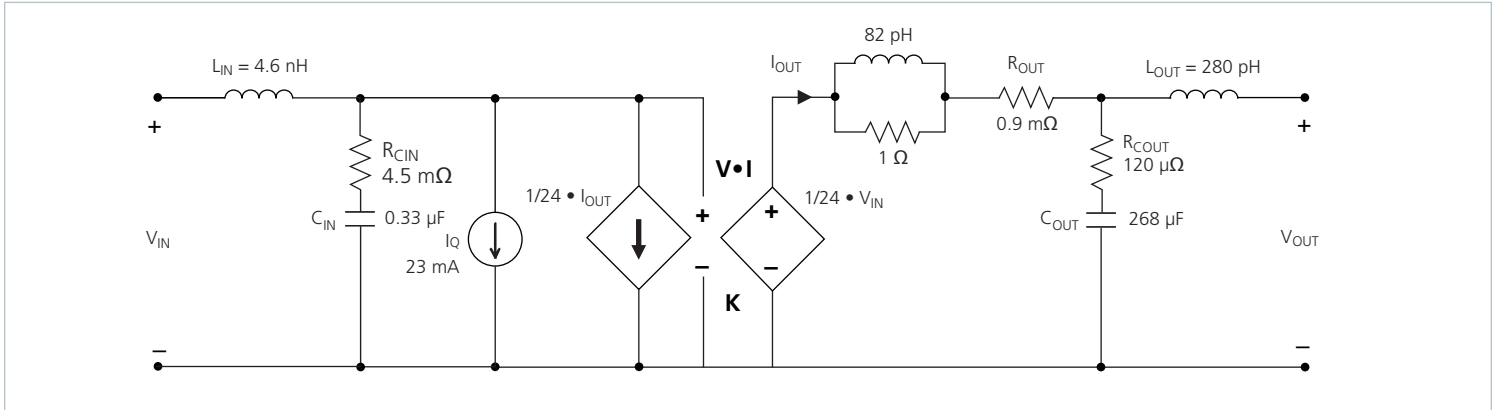 L_IN = 4.6 nH
+
R_CIN
4.5 mΩ
C_IN 0.33 µF
V_IN
–
I_Q
23 mA
1/24 • I_OUT
V•I
+
–
K
+
–
1/24 • V_IN
I_OUT
82 pH
1 Ω
R_OUT
0.9 mΩ
L_OUT = 280 pH
+
R_COUT
120 µΩ
C_OUT 268 µF
V_OUT
–